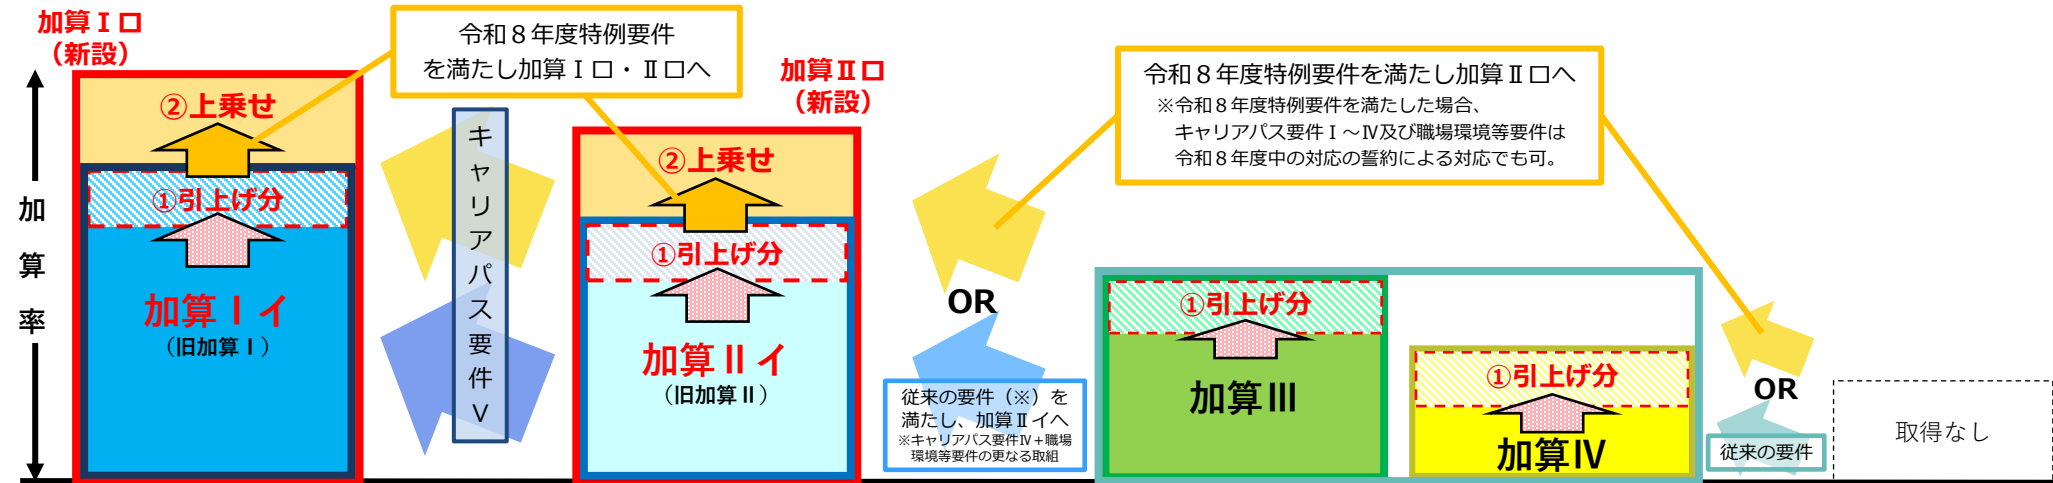 加算Ⅰロ
（新設）
令和８年度特例要件
を満たし加算Ⅰロ・Ⅱロへ
加算Ⅱロ
（新設）
令和８年度特例要件を満たし加算Ⅱロへ
※令和８年度特例要件を満たした場合、
キャリアパス要件Ⅰ～Ⅳ及び職場環境等要件は
令和８年度中の対応の誓約による対応でも可。
加算率
②上乗せ
①引上げ分
加算Ⅰイ
（旧加算Ⅰ）
キャリアパス要件Ⅴ
②上乗せ
①引上げ分
加算Ⅱイ
（旧加算Ⅱ）
OR
従来の要件（※）を
満たし、加算Ⅱイへ
※キャリアパス要件Ⅳ＋職場
環境等要件の更なる取組
①引上げ分
加算Ⅲ
①引上げ分
加算Ⅳ
OR
従来の要件
取得なし